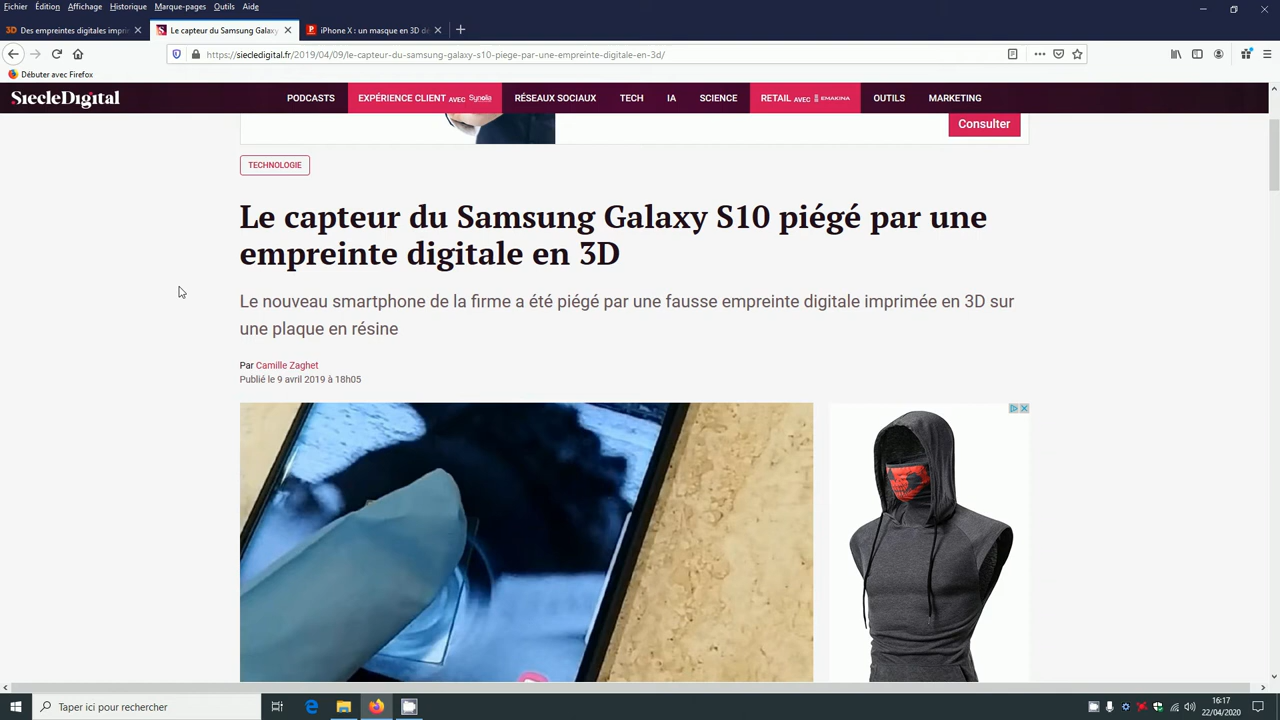 Fichier Édition Affichage Historique Marque-pages Outils Aide
Des empreintes digitales imprim
Le capteur du Samsung Galaxy
iPhone X : un masque en 3D d
https://siecledigital.fr/2019/04/09/le-capteur-du-samsung-galaxy-s10-piege-par-une-empreinte-digitale-en-3d/
Débuter avec Firefox
SIECLEDIGITAL
PODCASTS EXPÉRIENCE CLIENT AVEC Synolia RÉSEAUX SOCIAUX TECH IA SCIENCE RETAIL AVEC EMAKINA OUTILS MARKETING
Consulter
TECHNOLOGIE
Le capteur du Samsung Galaxy S10 piégé par une
empreinte digitale en 3D
Le nouveau smartphone de la firme a été piégé par une fausse empreinte digitale imprimée en 3D sur
une plaque en résine
Par Camille Zaghet
Publié le 9 avril 2019 à 18h05
Taper ici pour rechercher
16:17
22/04/2020